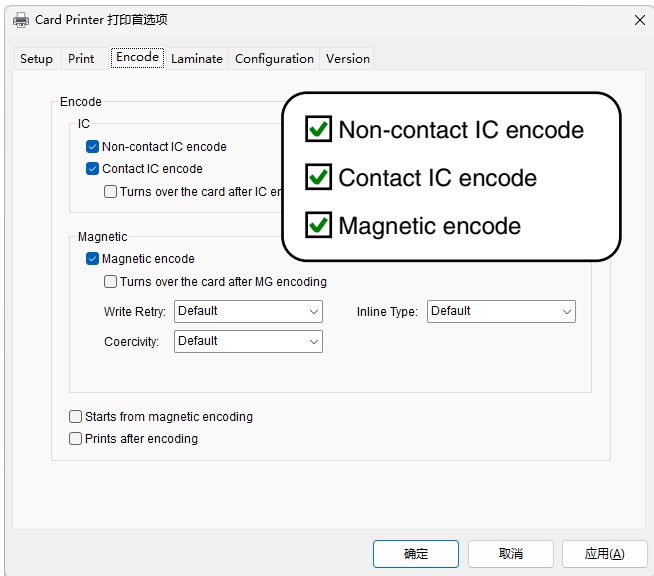 Card Printer 打印首选项
Setup Print Encode Laminate Configuration Version
Encode
IC
Non-contact IC encode
Contact IC encode
Turns over the card after IC
Non-contact IC encode
Contact IC encode
Magnetic encode
Magnetic
Magnetic encode
Turns over the card after MG encoding
Write Retry: Default Inline Type: Default
Coercivity: Default
Starts from magnetic encoding
Prints after encoding
确定 取消 应用(A)